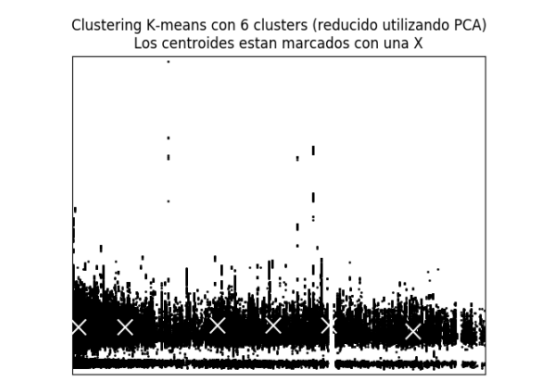 Clustering K-means con 6 clusters (reducido utilizando PCA)
Los centroides estan marcados con una X